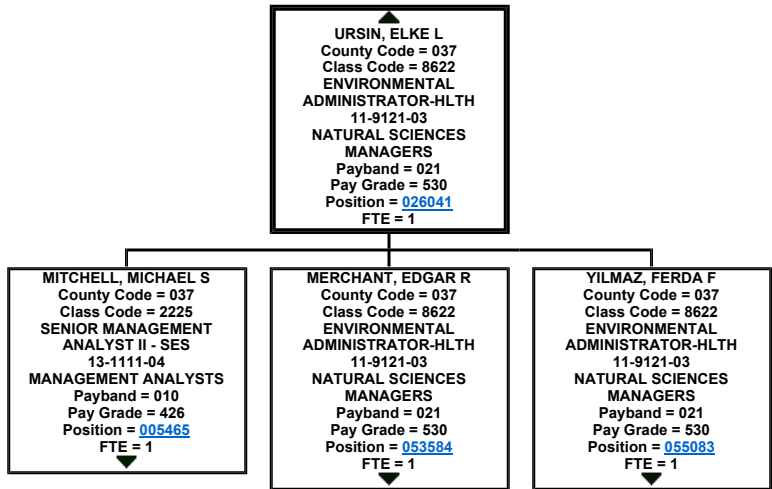 URSIN, ELKE L
County Code = 037
Class Code = 8622
ENVIRONMENTAL
ADMINISTRATOR-HLTH
11-9121-03
NATURAL SCIENCES
MANAGERS
Payband = 021
Pay Grade = 530
Position = 026041
FTE = 1
MITCHELL, MICHAEL S
County Code = 037
Class Code = 2225
SENIOR MANAGEMENT
ANALYST II - SES
13-1111-04
MANAGEMENT ANALYSTS
Payband = 010
Pay Grade = 426
Position = 005465
FTE = 1
MERCHANT, EDGAR R
County Code = 037
Class Code = 8622
ENVIRONMENTAL
ADMINISTRATOR-HLTH
11-9121-03
NATURAL SCIENCES
MANAGERS
Payband = 021
Pay Grade = 530
Position = 053584
FTE = 1
YILMAZ, FERDA F
County Code = 037
Class Code = 8622
ENVIRONMENTAL
ADMINISTRATOR-HLTH
11-9121-03
NATURAL SCIENCES
MANAGERS
Payband = 021
Pay Grade = 530
Position = 055083
FTE = 1